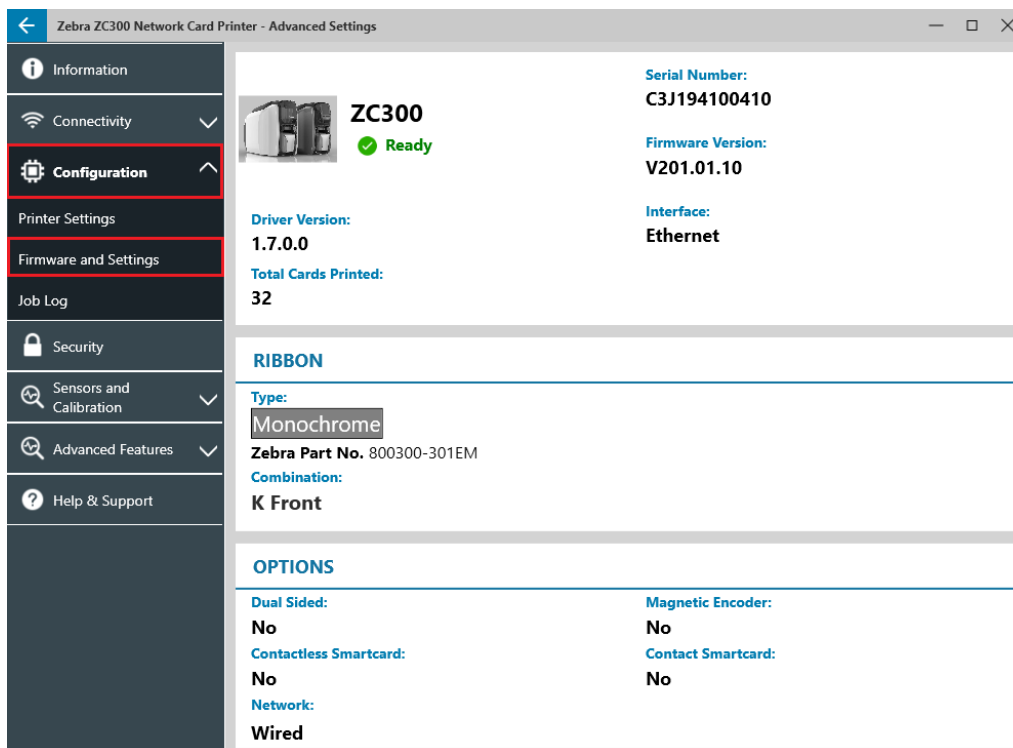 Zebra ZC300 Network Card Printer - Advanced Settings
Information
Connectivity
Configuration
Printer Settings
Firmware and Settings
Job Log
Security
Sensors and
Calibration
Advanced Features
Help & Support
ZC300
Ready
Serial Number:
C3J194100410
Firmware Version:
V201.01.10
Interface:
Ethernet
Driver Version:
1.7.0.0
Total Cards Printed:
32
RIBBON
Type:
Monochrome
Zebra Part No. 800300-301EM
Combination:
K Front
OPTIONS
Dual Sided:
No
Magnetic Encoder:
No
Contactless Smartcard:
No
Contact Smartcard:
No
Network:
Wired